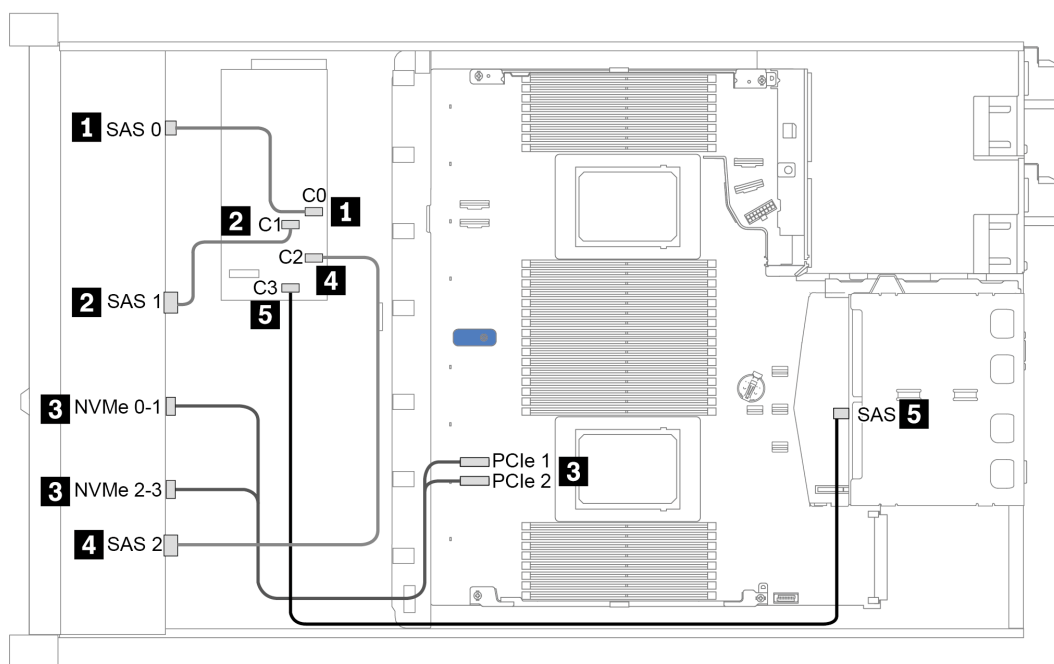 1 SAS 0
C0
1
2 C1
C2
4
2 SAS 1
C3
5
3 NVMe 0-1
SAS 5
PCIe 1
3
PCIe 2
3 NVMe 2-3
4 SAS 2